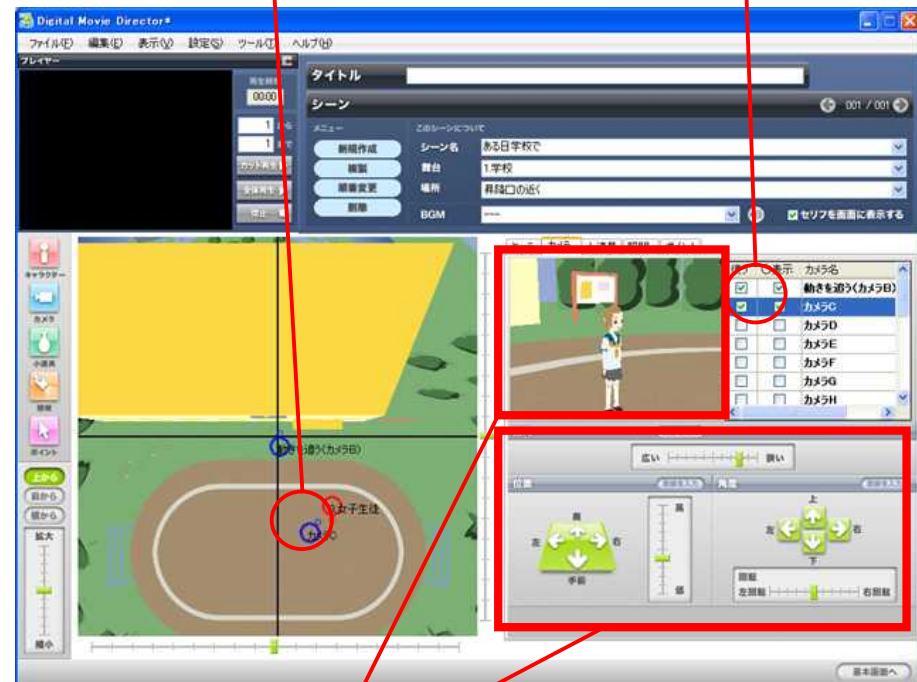 Digital Movie Director*
ファイル(F) 編集(E) 表示(V) 設定(S) ツール(T) ヘルプ(H)
プレイヤー
00:00
タイトル
シーン
001 / 001
メニュー
このシーンについて
1
新規作成
シーン名
ある日学校で
1
複製
舞台
1.学校
順番変更
場所
昇降口の近く
削除
BGM
---
セリフを画面に表示する
キャラクター
カメラ
小道具
照明
ポイント
上から
前から
横から
拡大
縮小
動きを追う(カメラB)
女子生徒
カメラC
表示 カメラ名
動きを追う(カメラB)
カメラC
カメラD
カメラE
カメラF
カメラG
カメラH
広い
狭い
位置
角度
奥
左
右
手前
高
低
上
左
右
下
回転
左回転
右回転
基本画面へ